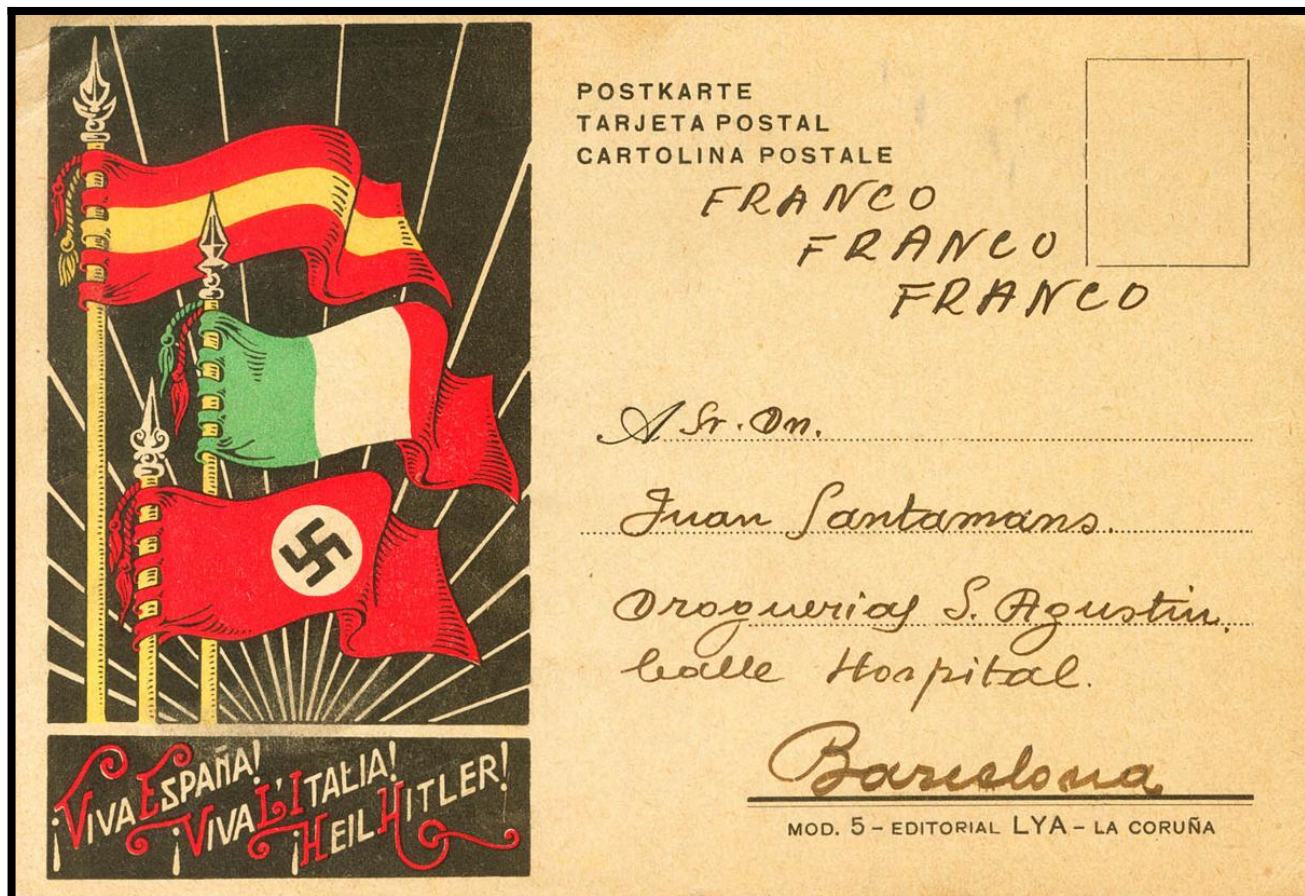 POSTKARTE
TARJETA POSTAL
CARTOLINA POSTALE
FRANCO
FRANCO
FRANCO
A Sr. Dn.
Juan Santamans.
Droguerias S. Agustin.
Calle Hospital.
Barcelona
MOD. 5 - EDITORIAL LYA - LA CORUÑA
¡VIVA ESPAÑA!
¡VIVA L'ITALIA!
¡HEIL HITLER!